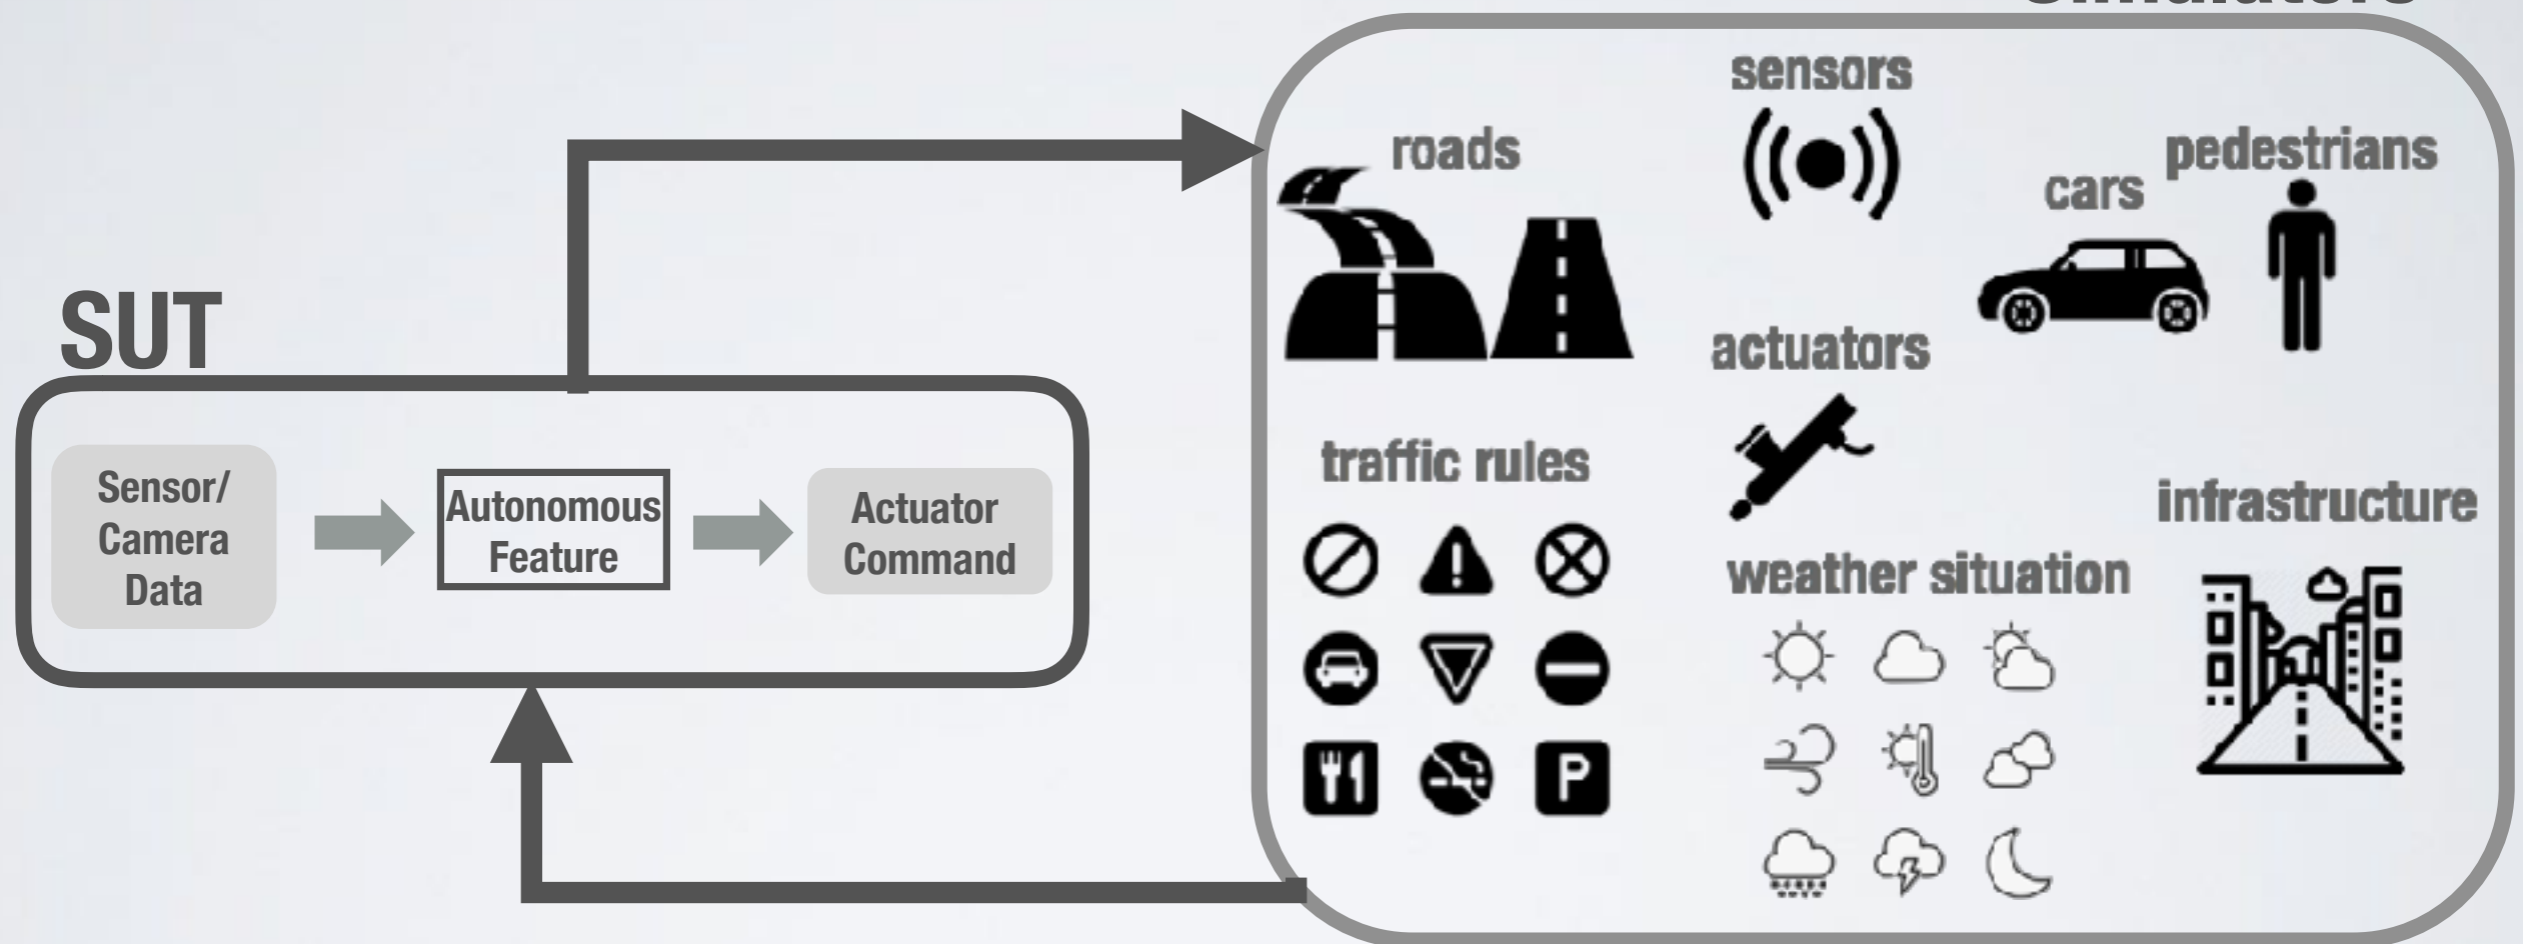 sensors
roads
pedestrians
cars
SUT
actuators
traffic rules
Sensor/
Camera
Data
Autonomous
Feature
Actuator
Command
infrastructure
weather situation
P